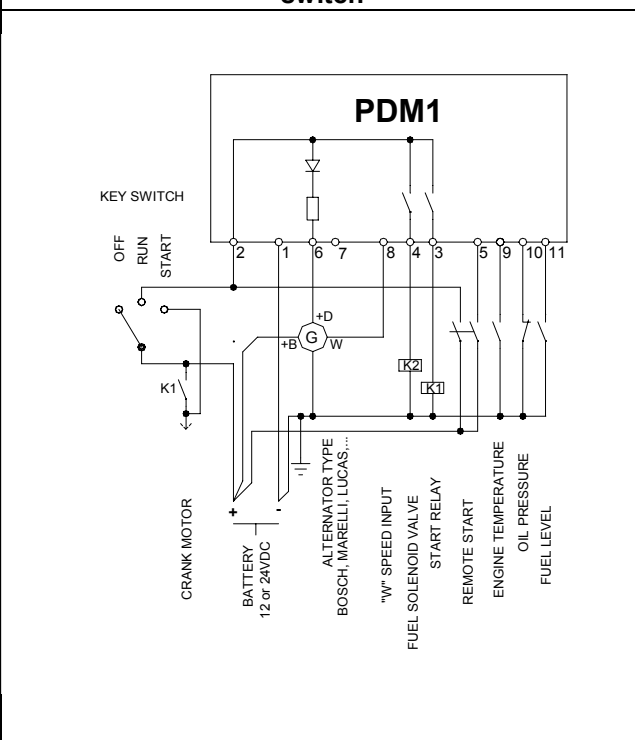 PDM1
KEY SWITCH
OFF
RUN
START
2
1
6
7
8
4
3
5
9
10
11
+D
+B
G
W
K2
K1
K1
+
-
CRANK MOTOR
BATTERY
12 or 24VDC
ALTERNATOR TYPE
BOSCH, MARELLI, LUCAS,...
"W" SPEED INPUT
FUEL SOLENOID VALVE
START RELAY
REMOTE START
ENGINE TEMPERATURE
OIL PRESSURE
FUEL LEVEL